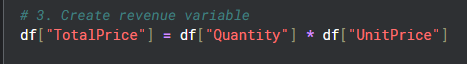 # 3. Create revenue variable
df["TotalPrice"] = df["Quantity"] * df["UnitPrice"]